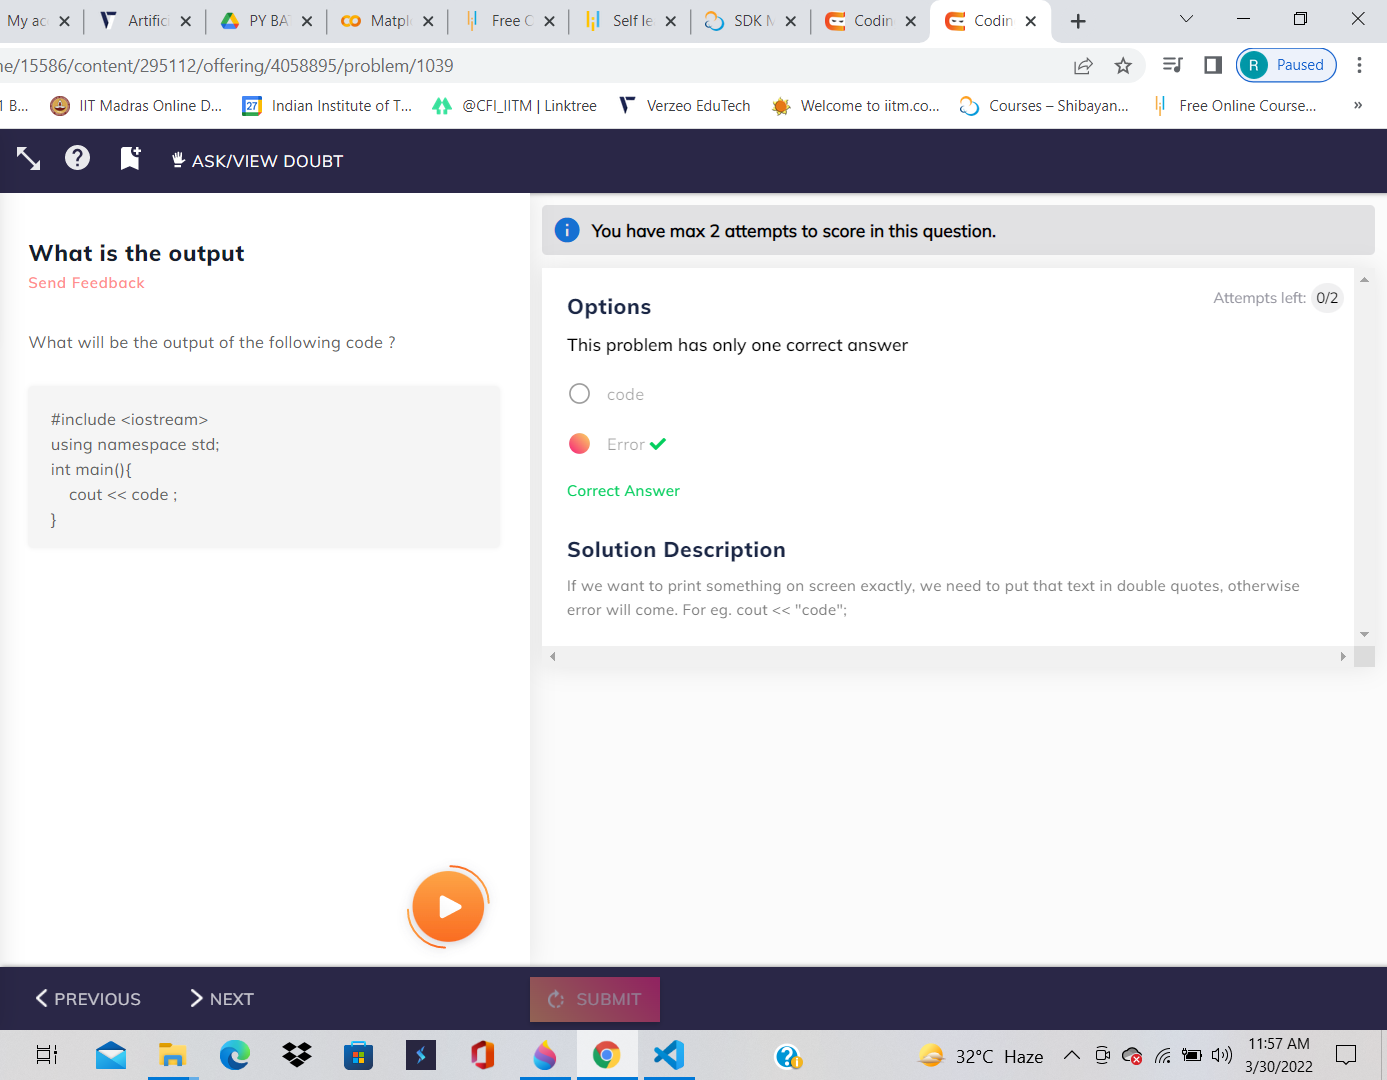 My ac
Artifici
PY BA
Matpl
Free C
Self le
SDK M
Codin
Codin
ne/15586/content/295112/offering/4058895/problem/1039
R
Paused
1 B...
IIT Madras Online D...
27
Indian Institute of T...
@CFI_IITM | Linktree
Verzeo EduTech
Welcome to iitm.co...
Courses – Shibayan...
Free Online Course...
»
ASK/VIEW DOUBT
What is the output
Send Feedback
What will be the output of the following code ?
#include <iostream>
using namespace std;
int main(){
cout << code ;
}
You have max 2 attempts to score in this question.
Options
Attempts left: 0/2
This problem has only one correct answer
code
Error
Correct Answer
Solution Description
If we want to print something on screen exactly, we need to put that text in double quotes, otherwise
error will come. For eg. cout << "code";
PREVIOUS
NEXT
SUBMIT
32°C Haze
11:57 AM
3/30/2022